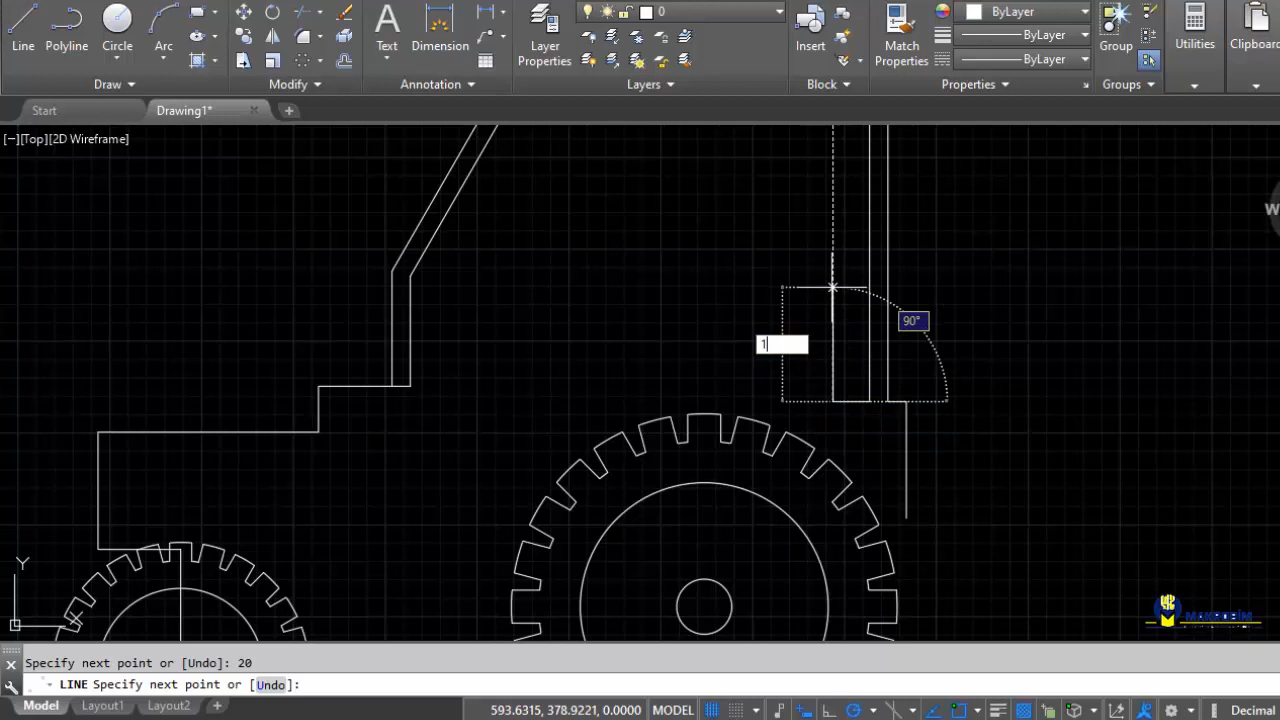 0
ByLayer
Line
Polyline
Circle
Arc
Text
Dimension
Layer
Properties
Insert
Match
Properties
ByLayer
ByLayer
Group
Utilities
Clipboard
Draw
Modify
Annotation
Layers
Block
Properties
Groups
Start
Drawing1*
[−][Top][2D Wireframe]
W
90°
1
Y
X
Specify next point or [Undo]: 20
LINE Specify next point or [Undo]:
Model
Layout1
Layout2
593.6315, 378.9221, 0.0000
MODEL
Decimal